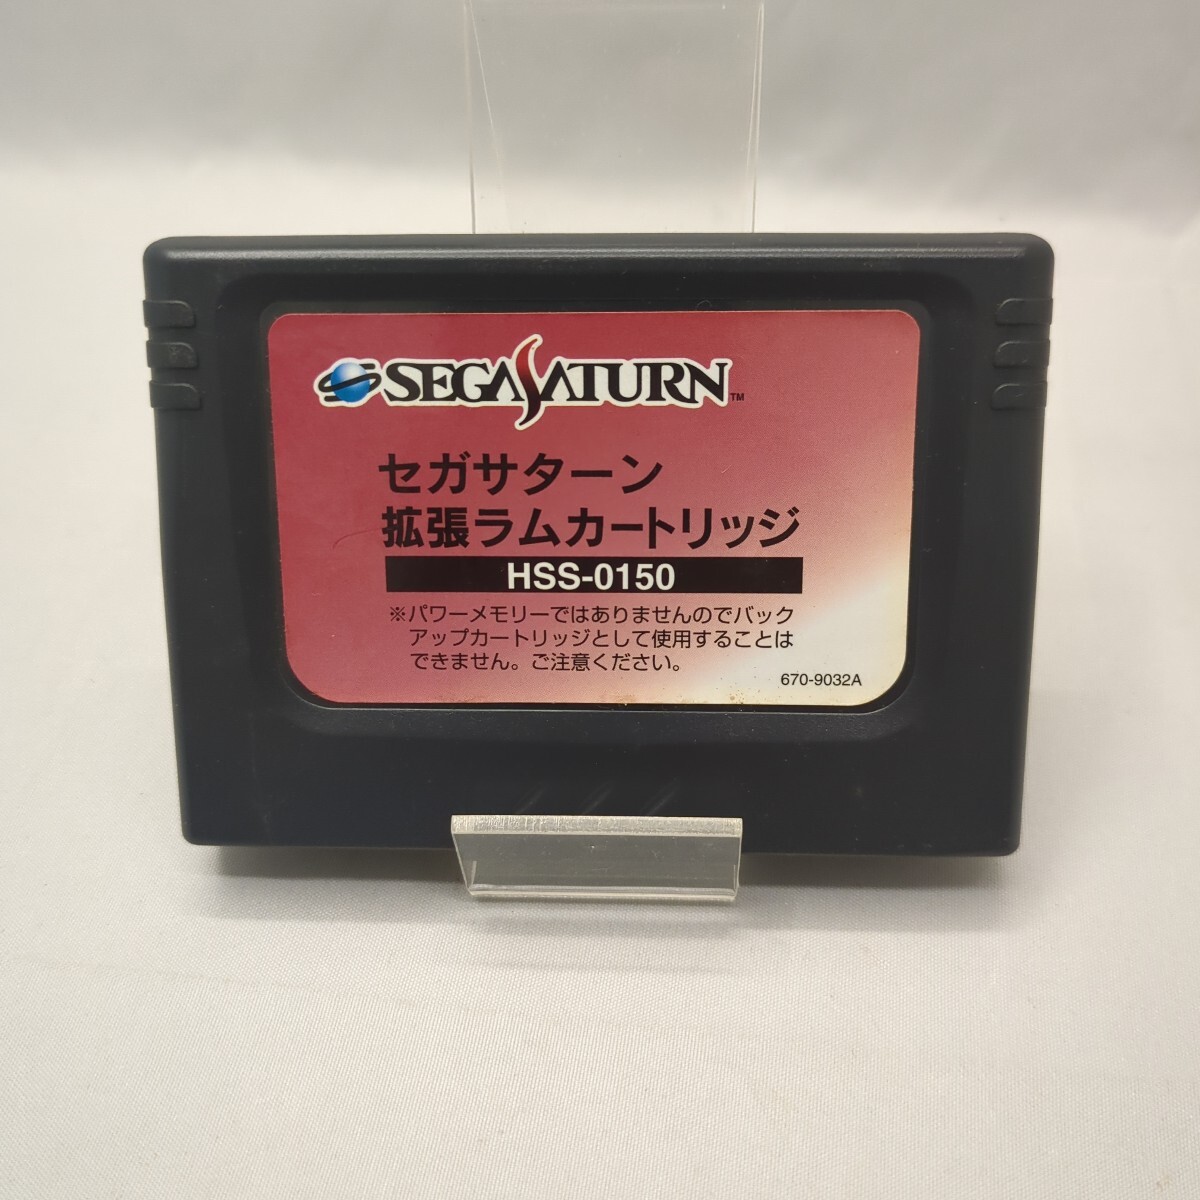 SEGA SATURN™
セガサターン
拡張ラムカートリッジ
HSS-0150
※パワーメモリーではありませんのでバック
アップカートリッジとして使用することは
できません。ご注意ください。
670-9032A